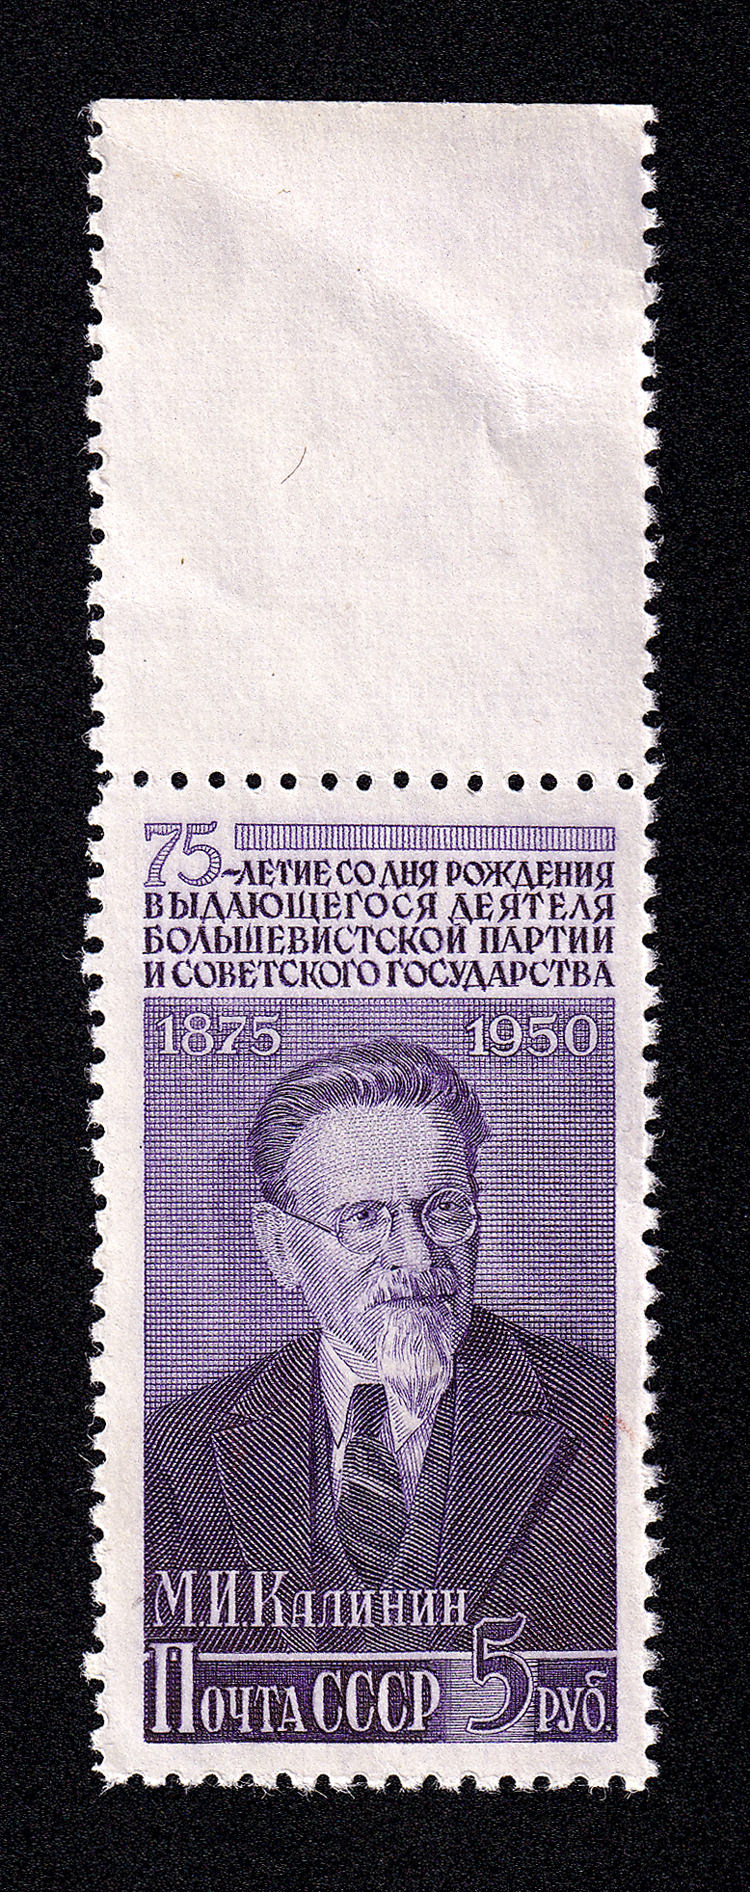 75-ЛЕТИЕ СО ДНЯ РОЖДЕНИЯ
ВЫДАЮЩЕГОСЯ ДЕЯТЕЛЯ
БОЛЬШЕВИСТСКОЙ ПАРТИИ
И СОВЕТСКОГО ГОСУДАРСТВА
1875 1950
М.И.КАЛИНИН
ПОЧТА СССР 5 РУБ.